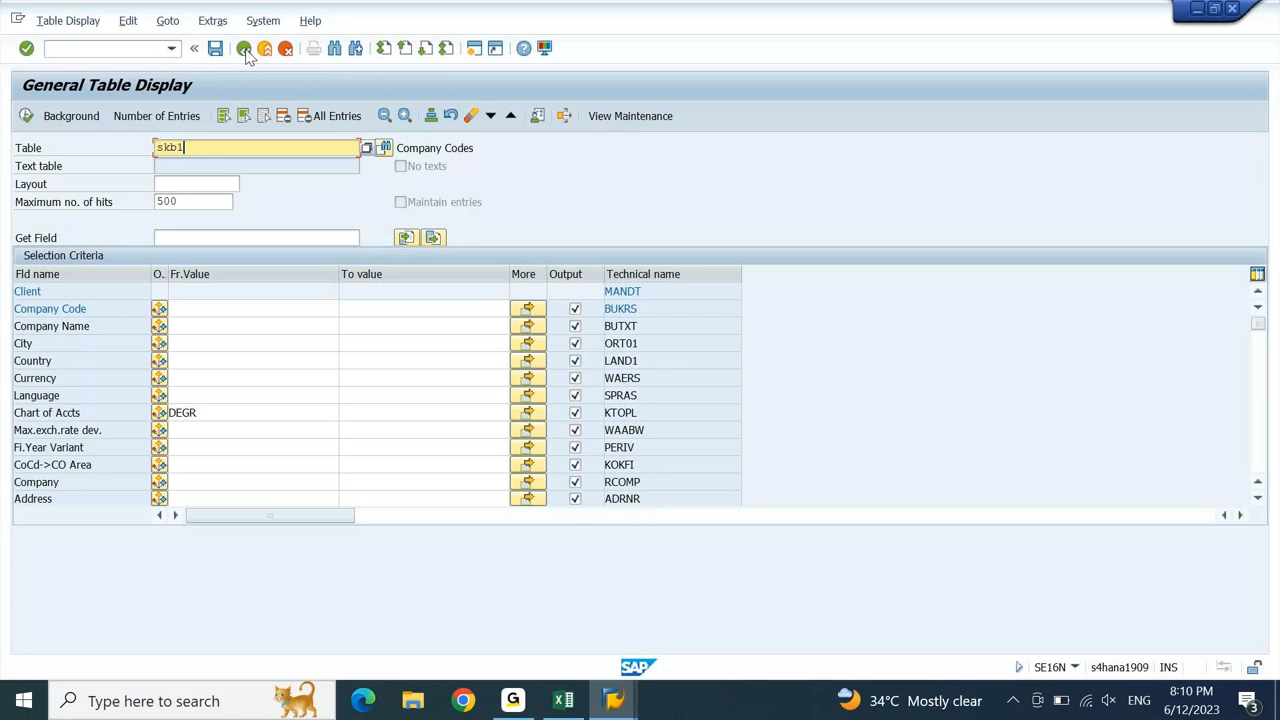 Table Display Edit Goto Extras System Help
General Table Display
Background Number of Entries All Entries View Maintenance
Table skb1 Company Codes
Text table No texts
Layout
Maximum no. of hits 500 Maintain entries
Get Field
Selection Criteria
Fld name O.. Fr.Value To value More Output Technical name
Client MANDT
Company Code BUKRS
Company Name BUTXT
City ORT01
Country LAND1
Currency WAERS
Language SPRAS
Chart of Accts DEGR KTOPL
Max.exch.rate dev. WAABW
Fi.Year Variant PERIV
CoCd->CO Area KOKFI
Company RCOMP
Address ADRNR
SAP SE16N s4hana1909 INS
Type here to search 34°C Mostly clear ENG 8:10 PM
6/12/2023 3